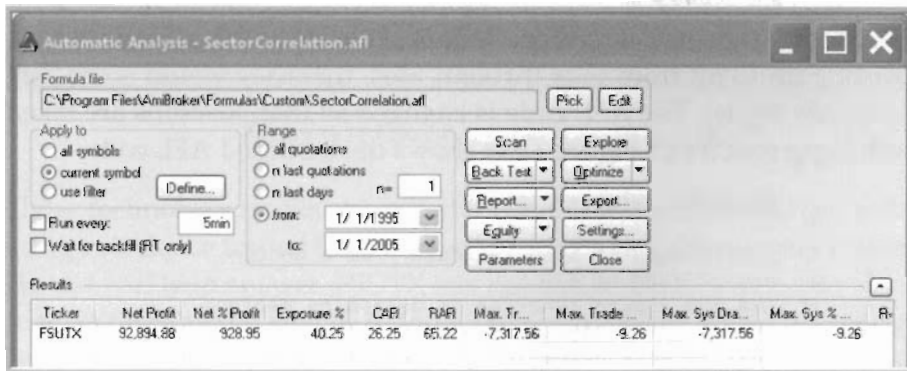 Automatic Analysis - SectorCorrelation.afl
Formula file
C:\Program Files\AmiBroker\Formulas\Custom\SectorCorrelation.afl Pick Edit
Apply to
all symbols
current symbol
use filter Define...
Run every: 5min
Wait for backfill (RT only)
Range
all quotations
n last quotations
n last days n= 1
from: 1/ 1/1995
to: 1/ 1/2005
Scan Explore
Back Test Optimize
Report... Export...
Equity Settings...
Parameters Close
Results
Ticker Net Profit Net % Profit Exposure % CAR RAR Max. Tr... Max. Trade ... Max. Sys Dra... Max. Sys % ...
FSUTX 92,894.88 928.95 40.25 26.25 65.22 -7,317.56 -9.26 -7,317.56 -9.26